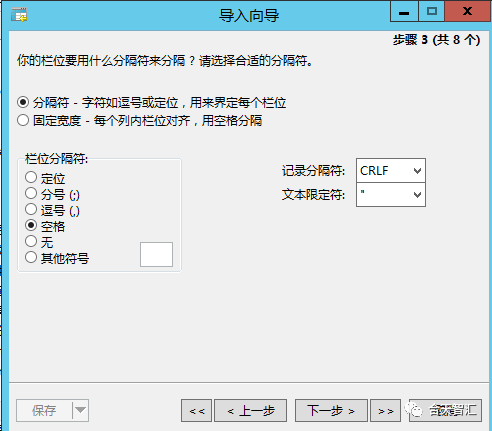 导入向导
步骤 3 (共 8 个)
你的栏位要用什么分隔符来分隔？请选择合适的分隔符。
分隔符 - 字符如逗号或定位，用来界定每个栏位
固定宽度 - 每个列内栏位对齐，用空格分隔
栏位分隔符:
定位
分号 (;)
逗号 (,)
空格
无
其他符号
记录分隔符: CRLF
文本限定符: "
保存 << < 上一步 下一步 > >>
合天智汇